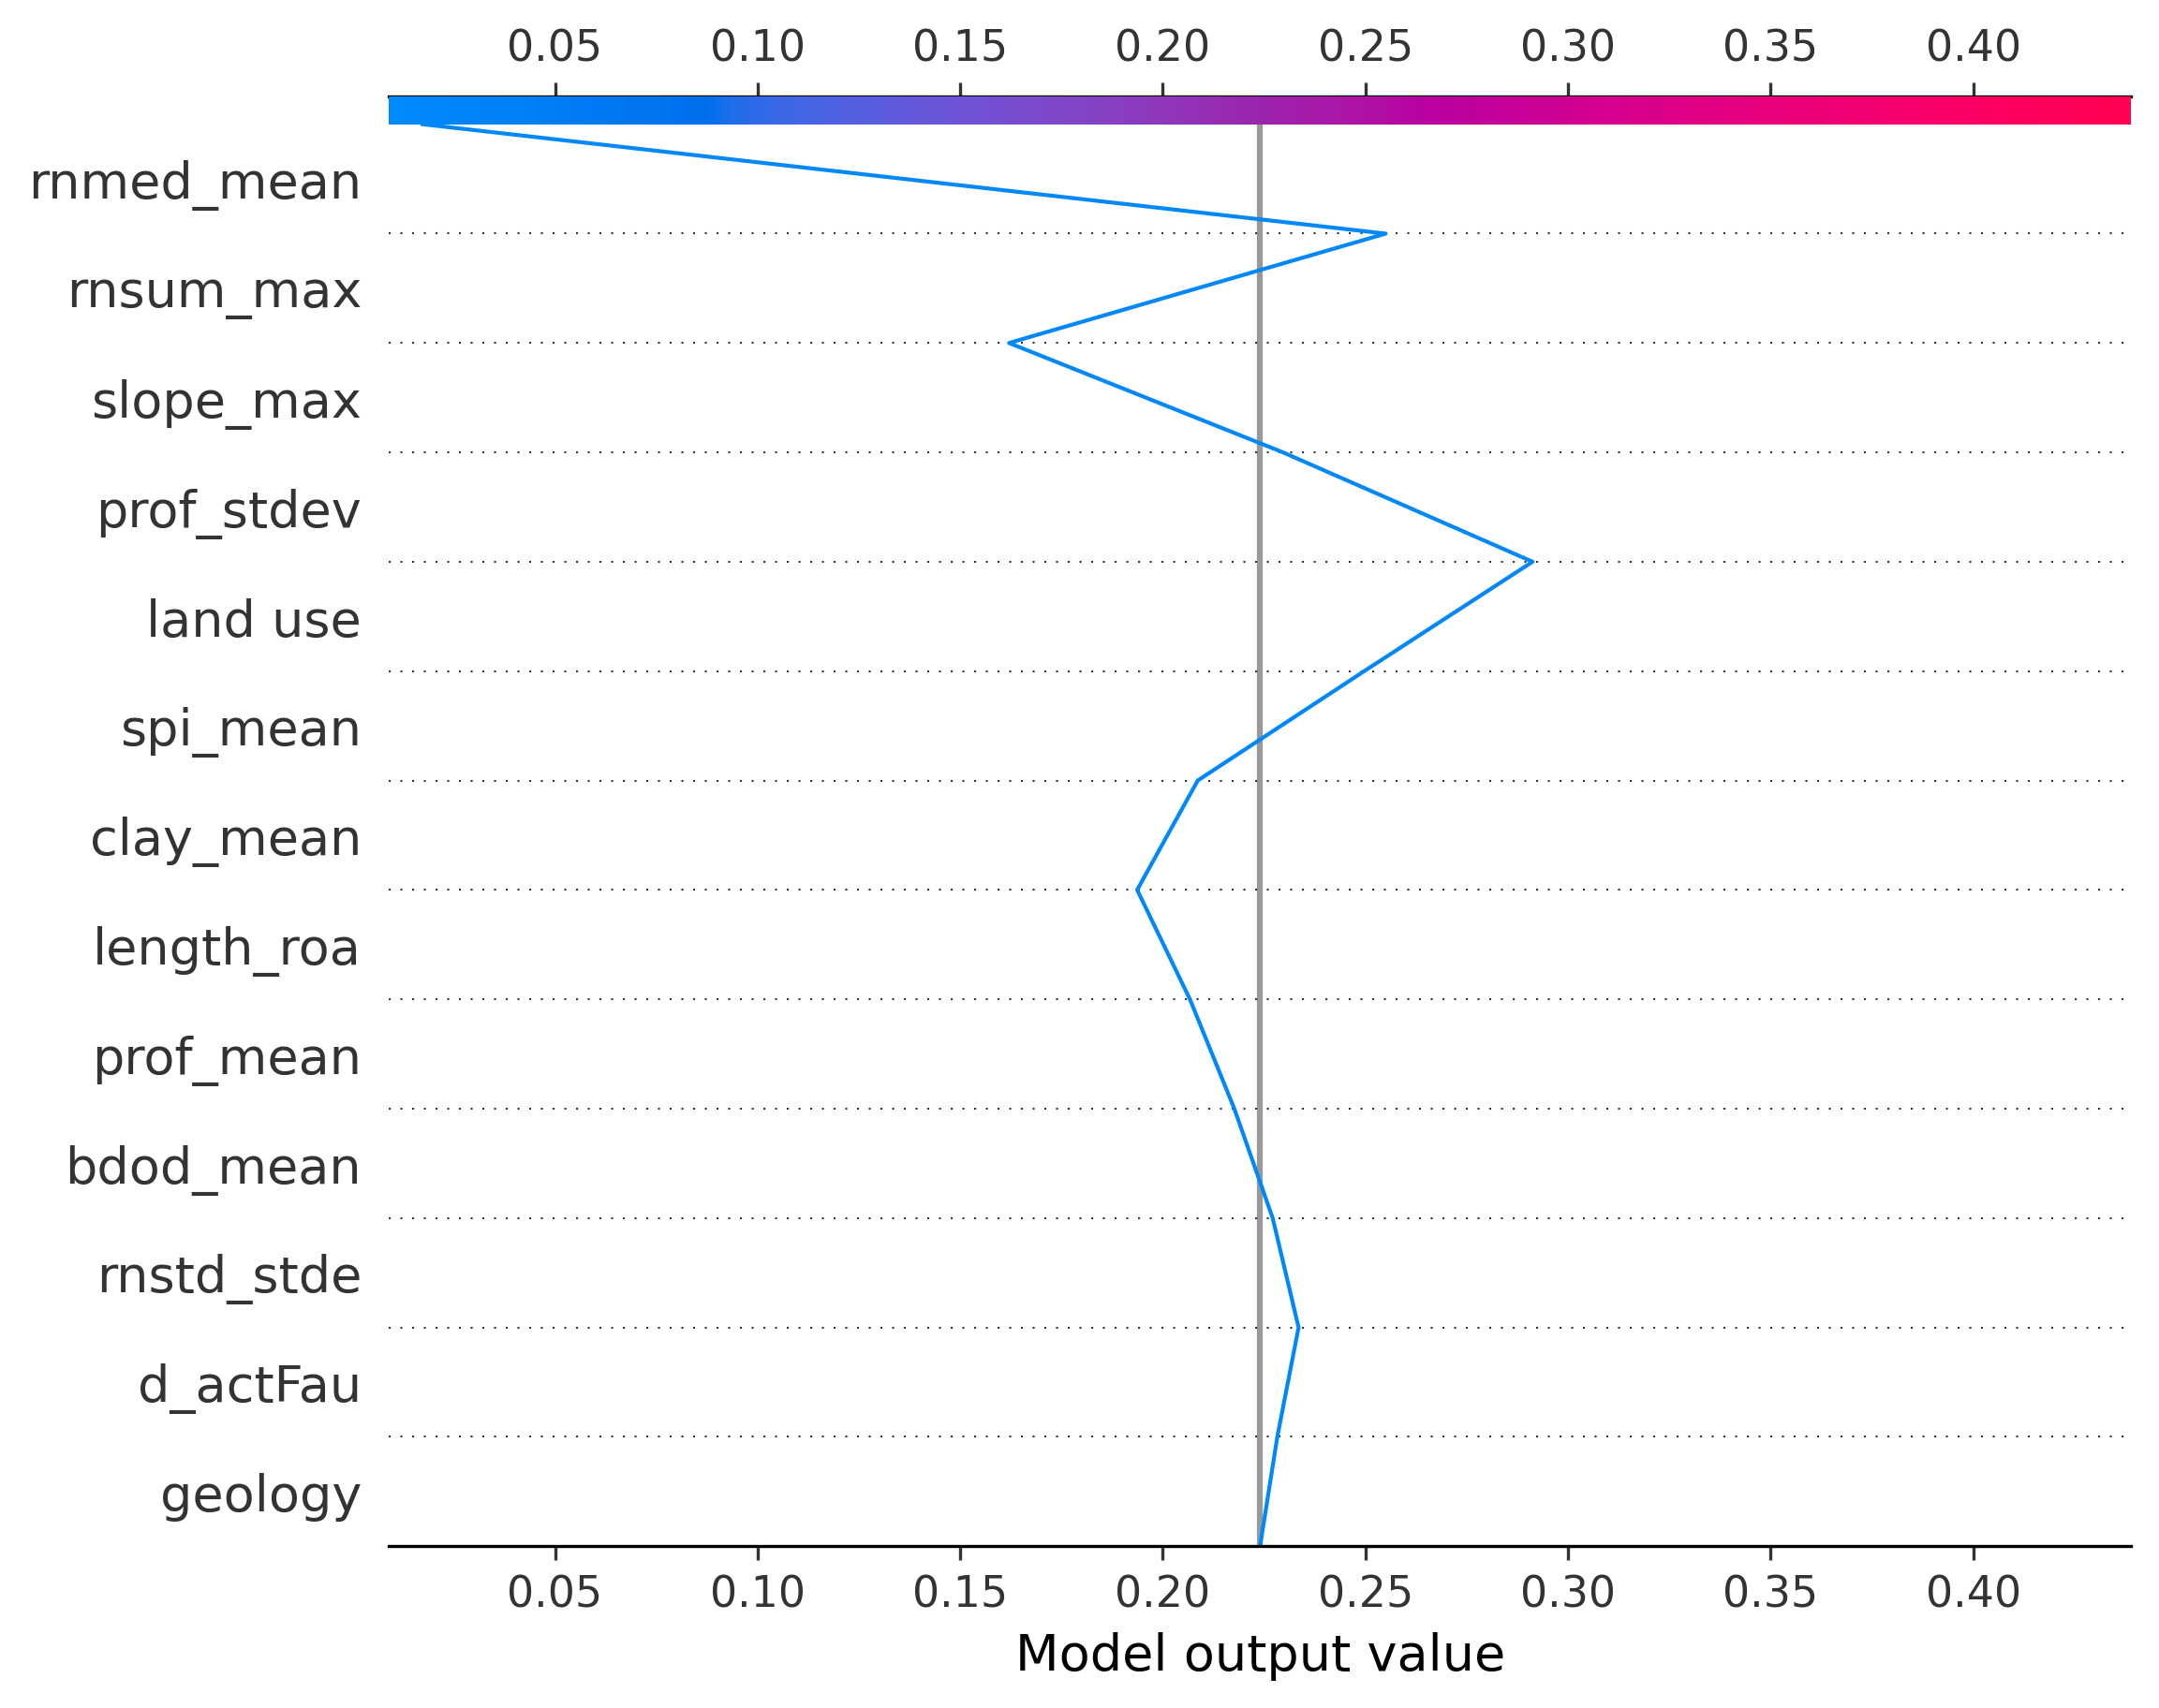 0.05 0.10 0.15 0.20 0.25 0.30 0.35 0.40
rnmed_mean
rnsum_max
slope_max
prof_stdev
land use
spi_mean
clay_mean
length_roa
prof_mean
bdod_mean
rnstd_stde
d_actFau
geology
0.05 0.10 0.15 0.20 0.25 0.30 0.35 0.40
Model output value